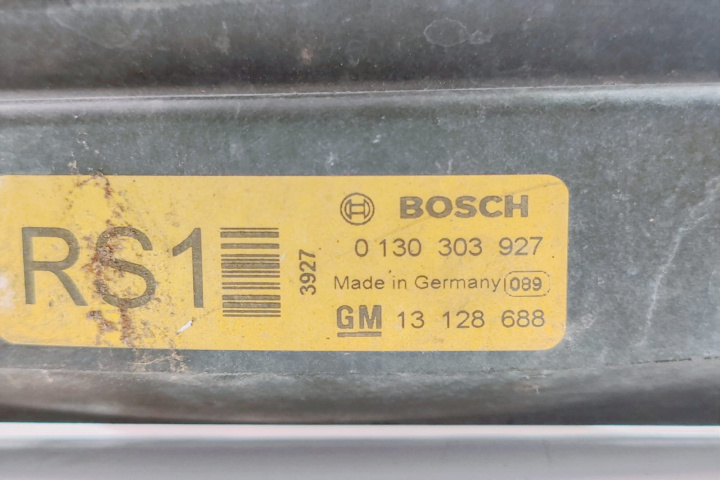 RS1
3927
BOSCH
0 130 303 927
Made in Germany 089
GM 13 128 688